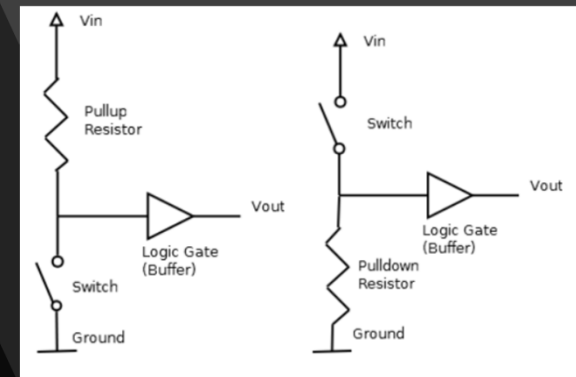 Vin
Pullup
Resistor
Vout
Logic Gate
(Buffer)
Switch
Ground
Vin
Switch
Vout
Logic Gate
(Buffer)
Pulldown
Resistor
Ground